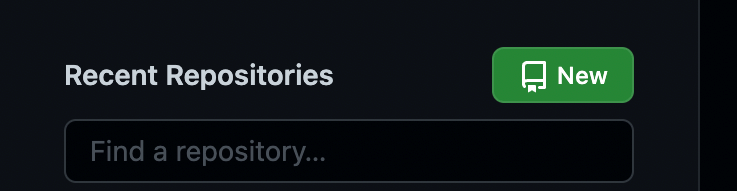 Recent Repositories
New
Find a repository...